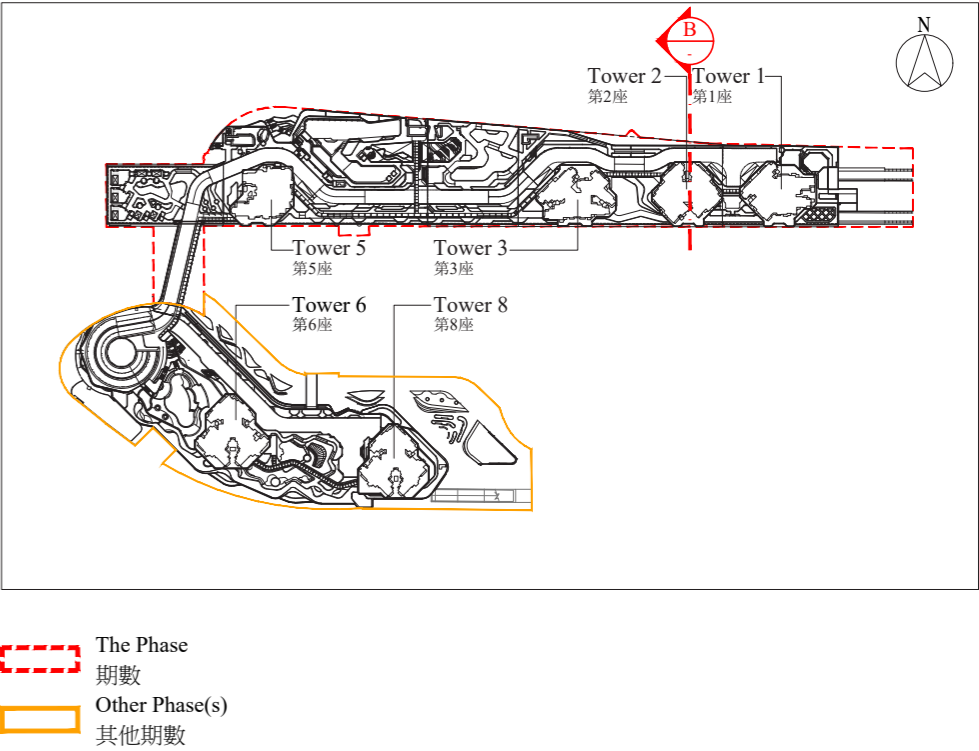 N
B
-
Tower 2
第2座
Tower 1
第1座
Tower 5
第5座
Tower 3
第3座
Tower 6
第6座
Tower 8
第8座
The Phase
期數
Other Phase(s)
其他期數